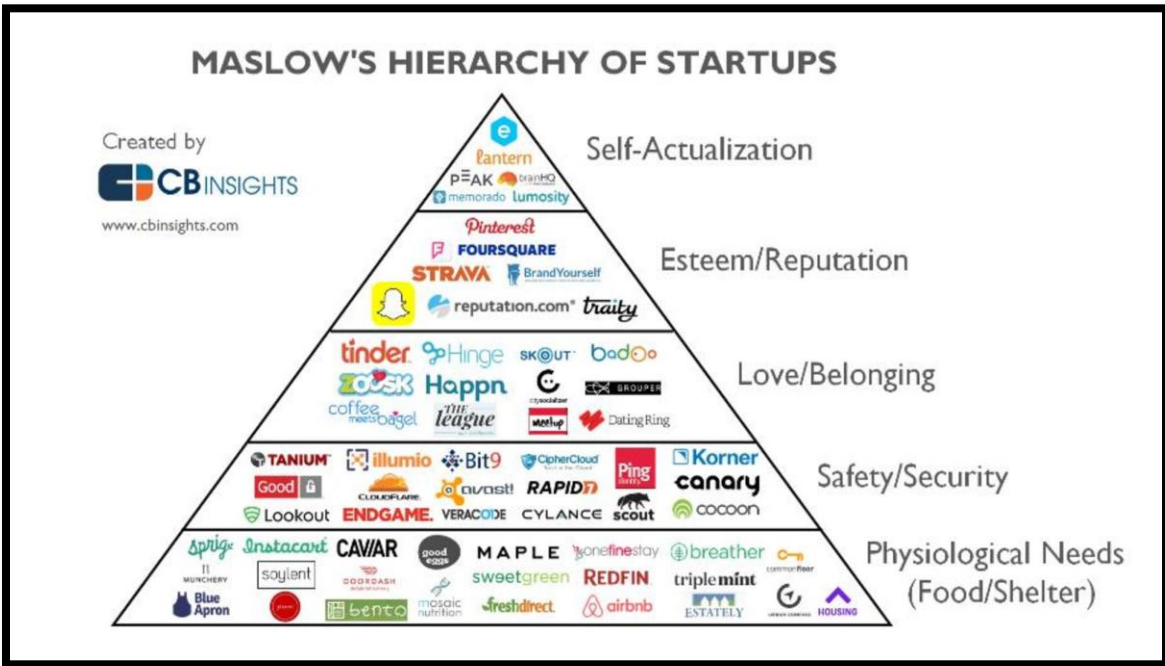 MASLOW'S HIERARCHY OF STARTUPS
Created by
CB INSIGHTS
www.cbinsights.com
e
lantern
PEAK brainHQ
memorado lumosity
Self-Actualization
Pinterest
FOURSQUARE
STRAVA BrandYourself
reputation.com® traity
Esteem/Reputation
tinder Hinge SKOUT badoo
ZOOSK Happn citysocializer GROUPER
coffee meets bagel THE league meetup DatingRing
Love/Belonging
TANIUM illumio Bit9 CipherCloud Ping Identity Korner
Good CLOUDFLARE avast! RAPID7 scout canary
Lookout ENDGAME. VERACODE CYLANCE cocoon
Safety/Security
Sprig Instacart CAVIAR good eggs MAPLE onefinestay breather commonfloor
MUNCHERY soylent DOORDASH sweetgreen REDFIN triplemint
Blue Apron bento mosaic nutrition freshdirect airbnb ESTATELY URBAN COMPASS HOUSING
Physiological Needs
(Food/Shelter)